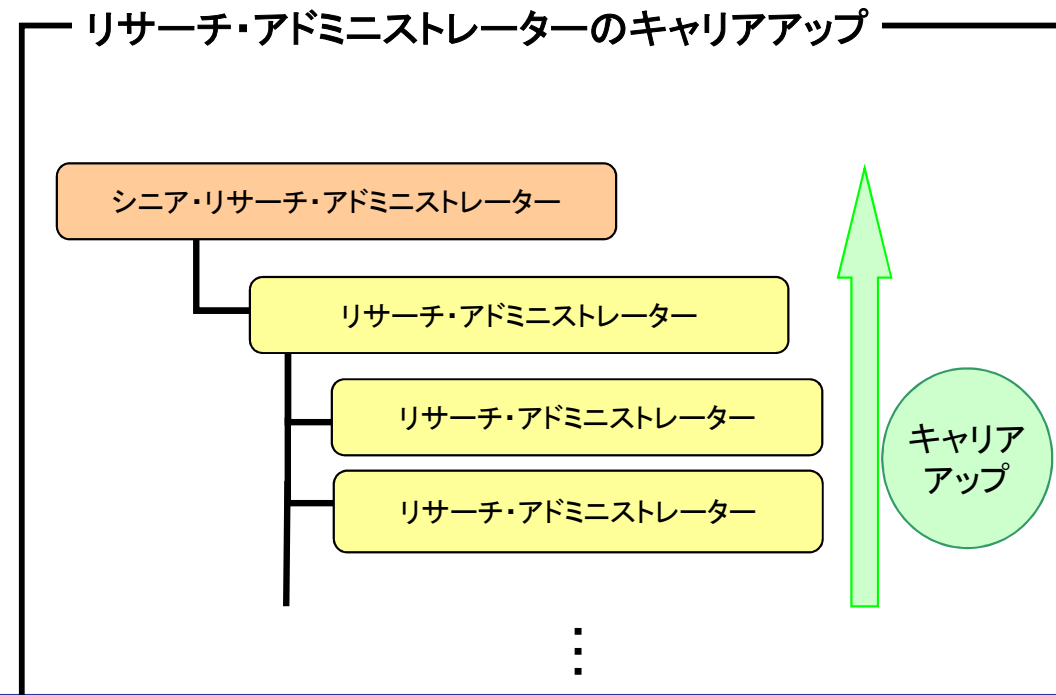 リサーチ・アドミニストレーターのキャリアアップ
シニア・リサーチ・アドミニストレーター
リサーチ・アドミニストレーター
リサーチ・アドミニストレーター
リサーチ・アドミニストレーター
キャリア
アップ
⋮